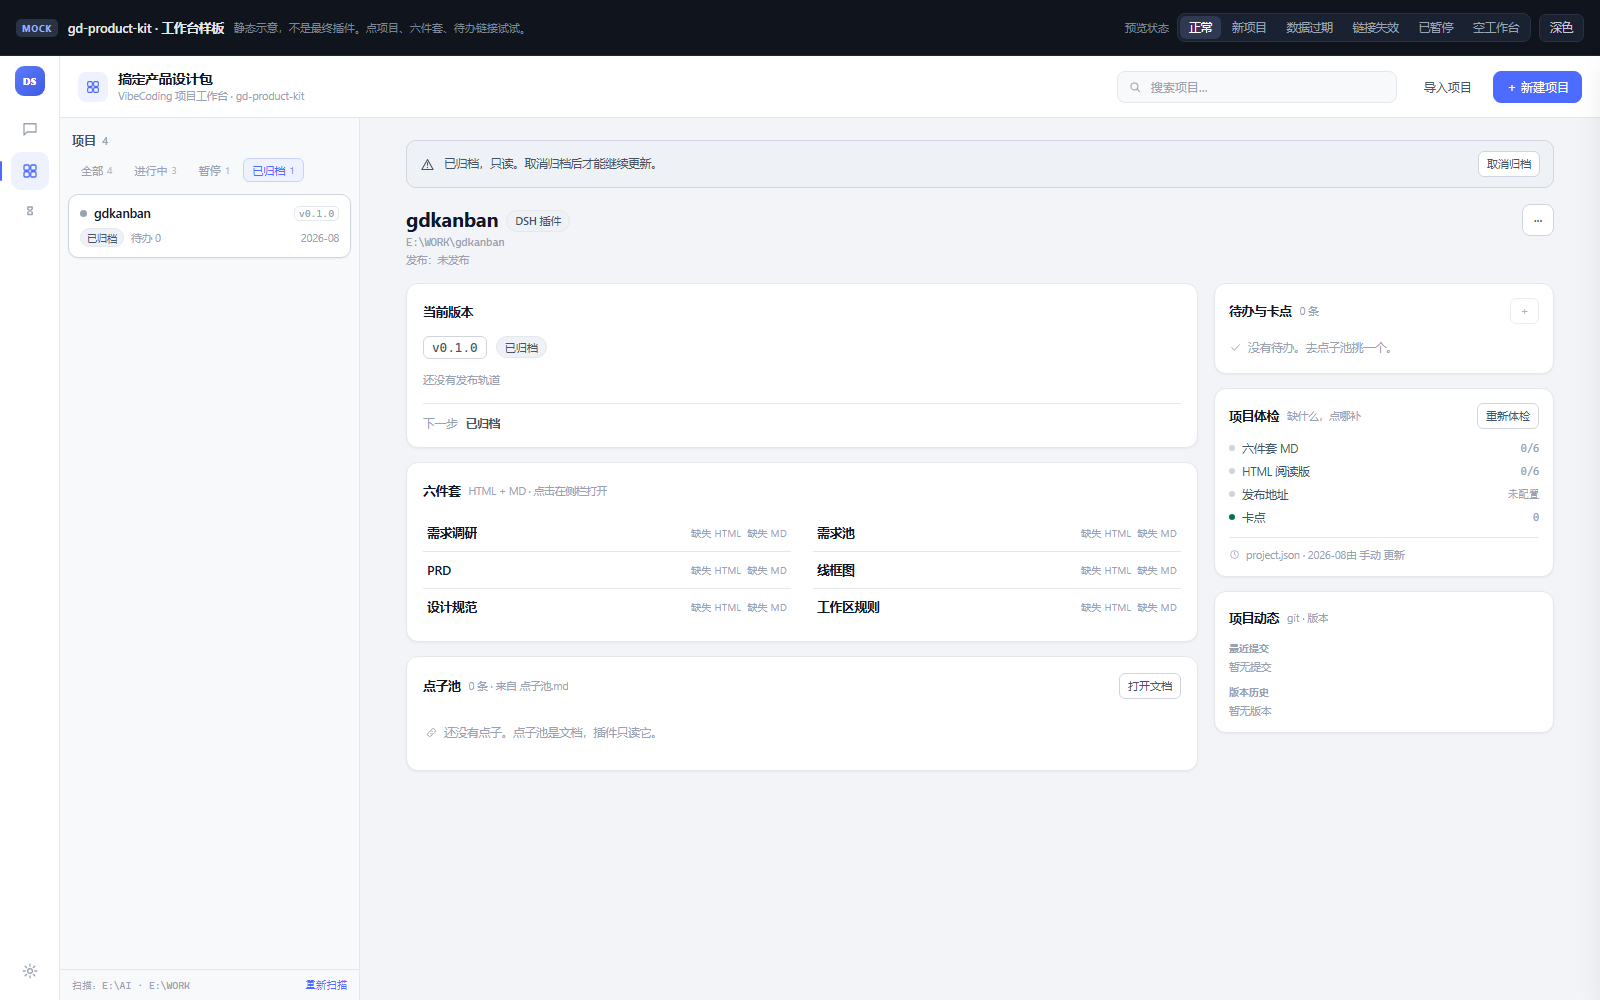 MOCK gd-product-kit · 工作台样板 静态示意，不是最终插件。点项目、六件套、待办链接试试。 预览状态 正常 新项目 数据过期 链接失效 已暂停 空工作台 深色
DS 搞定产品设计包
VibeCoding 项目工作台 · gd-product-kit
搜索项目... 导入项目 + 新建项目
项目 4
全部 4 进行中 3 暂停 1 已归档 1
gdkanban v0.1.0
已归档 待办 0 2026-08
扫描: E:\AI · E:\WORK 重新扫描
已归档，只读。取消归档后才能继续更新。 取消归档
gdkanban DSH 插件 ...
E:\WORK\gdkanban
发布：未发布
当前版本
v0.1.0 已归档
还没有发布轨道
下一步 已归档
六件套 HTML + MD · 点击在侧栏打开
需求调研 缺失 HTML 缺失 MD 需求池 缺失 HTML 缺失 MD
PRD 缺失 HTML 缺失 MD 线框图 缺失 HTML 缺失 MD
设计规范 缺失 HTML 缺失 MD 工作区规则 缺失 HTML 缺失 MD
点子池 0 条 · 来自 点子池.md 打开文档
还没有点子。点子池是文档，插件只读它。
待办与卡点 0 条 +
没有待办。去点子池挑一个。
项目体检 缺什么，点哪补 重新体检
六件套 MD 0/6
HTML 阅读版 0/6
发布地址 未配置
卡点 0
project.json · 2026-08由 手动 更新
项目动态 git · 版本
最近提交
暂无提交
版本历史
暂无版本